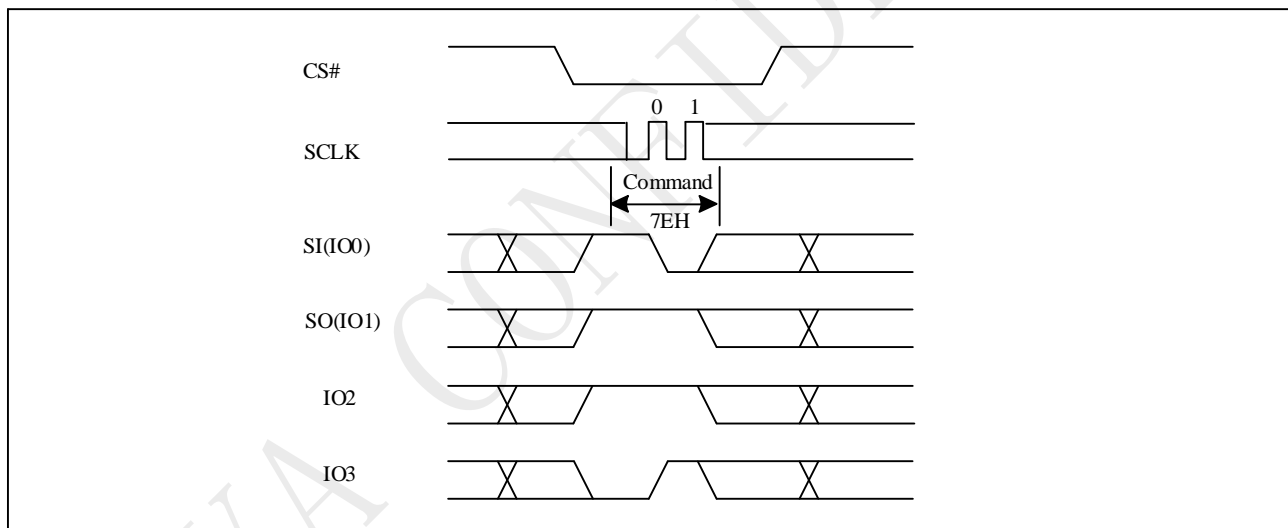 CS#
0 1
SCLK
Command
7EH
SI(IO0)
SO(IO1)
IO2
IO3